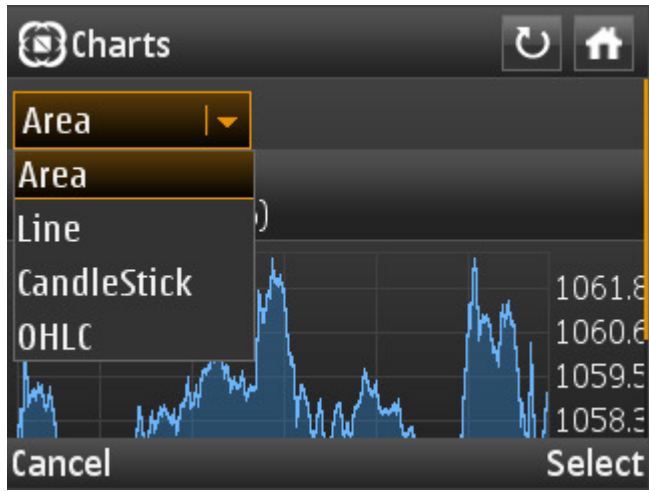 Charts
Area
Area
Line
CandleStick
OHLC
)
1061.8
1060.6
1059.5
1058.3
Cancel
Select